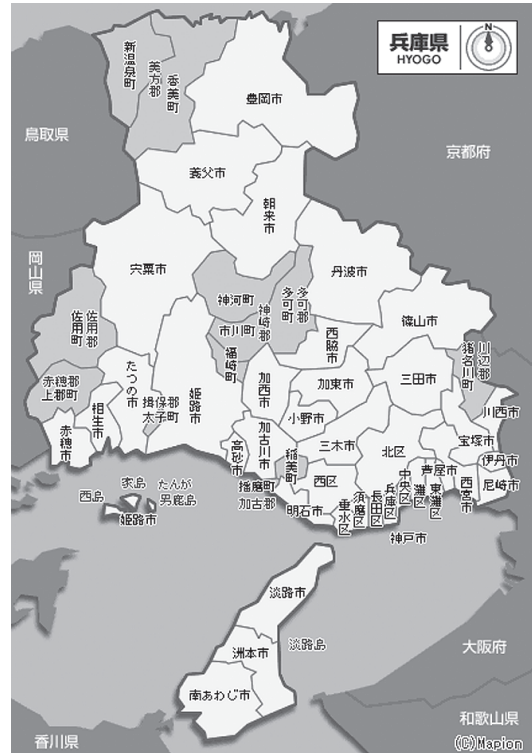 兵庫県
HYOGO
N
新温泉町
美方郡
香美町
豊岡市
鳥取県
京都府
養父市
朝来市
岡山県
宍粟市
丹波市
神河町
多可郡
多可町
神崎郡
佐用郡
佐用町
市川町
篠山市
西脇市
福崎町
川辺郡
猪名川町
赤穂郡
上郡町
たつの市
揖保郡
太子町
姫路市
加西市
加東市
三田市
川西市
相生市
赤穂市
小野市
加古川市
高砂市
三木市
北区
宝塚市
稲美町
伊丹市
西区
芦屋市
中央区
灘区
東灘区
西宮市
尼崎市
播磨町
加古郡
明石市
垂水区
須磨区
長田区
兵庫区
神戸市
家島
西島
たんが
男鹿島
姫路市
淡路市
淡路島
洲本市
南あわじ市
大阪府
和歌山県
香川県
(C)Mapion